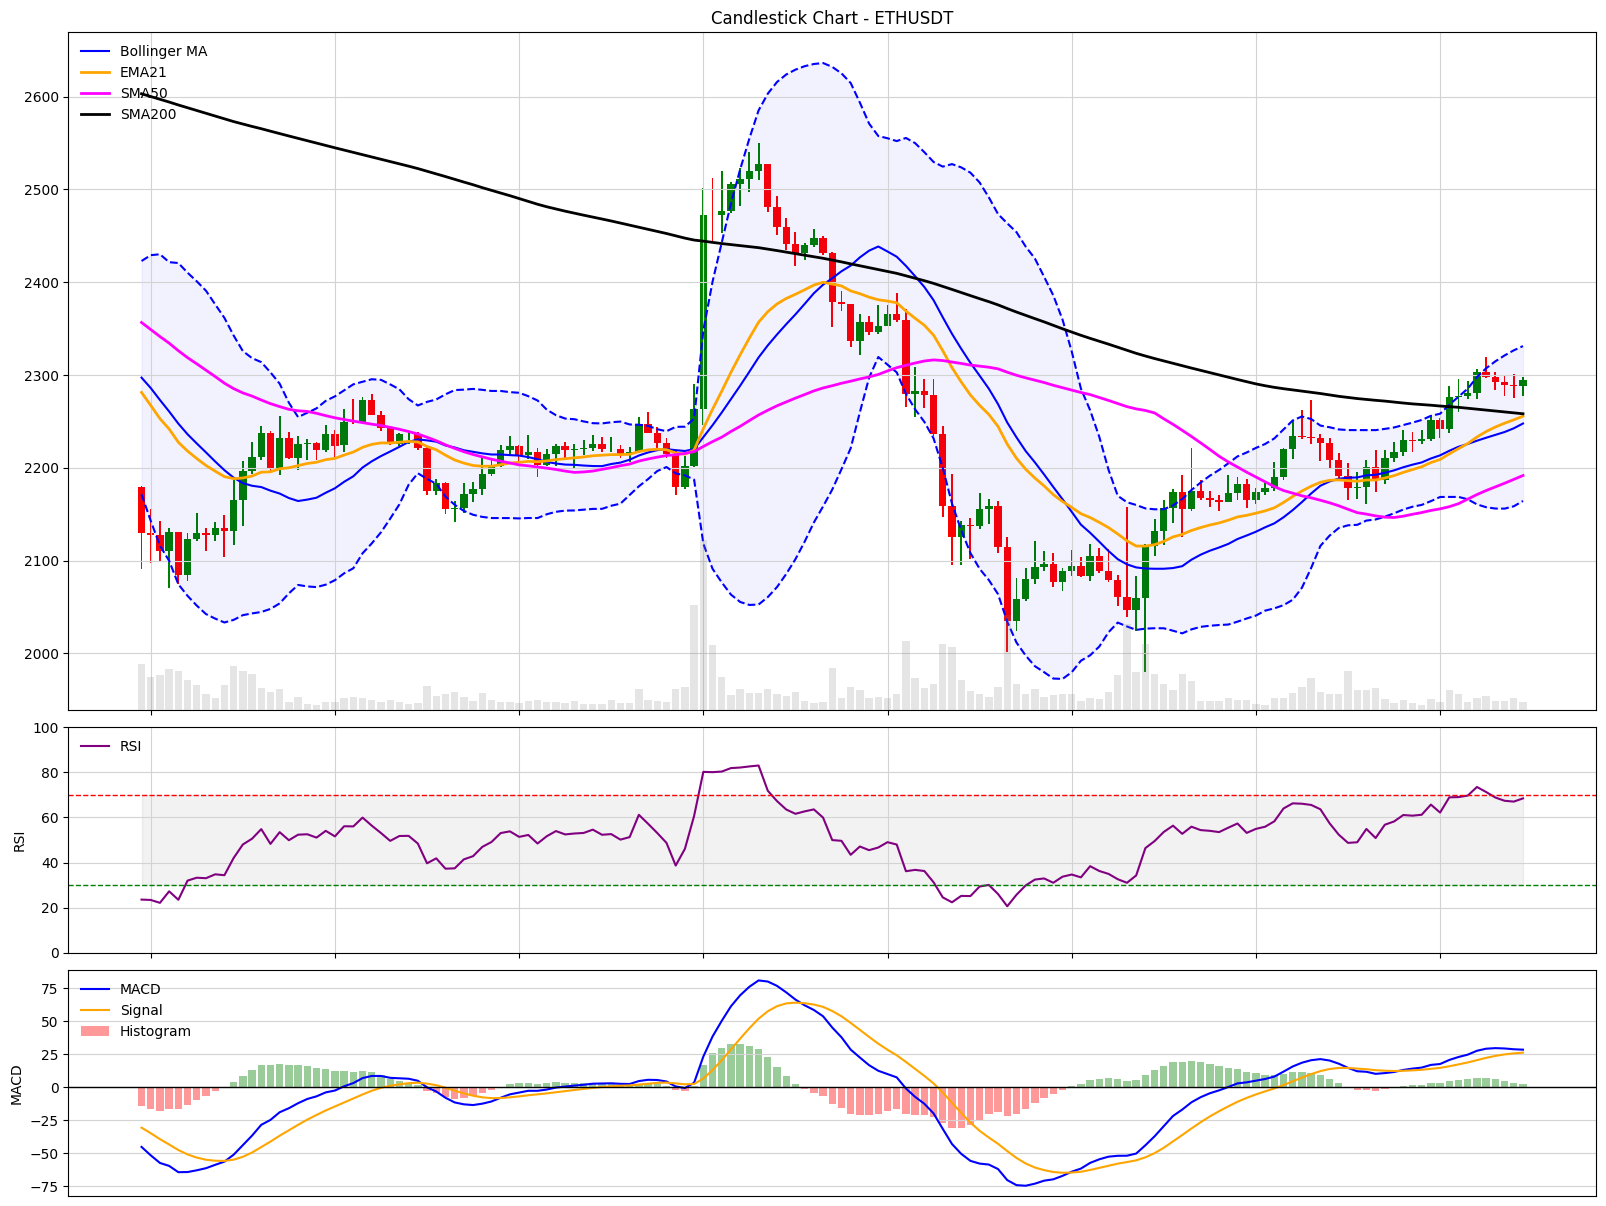 Candlestick Chart - ETHUSDT
Bollinger MA
EMA21
SMA50
SMA200
2600
2500
2400
2300
2200
2100
2000
RSI
100
80
60
40
20
0
RSI
MACD
Signal
Histogram
75
50
25
0
−25
−50
−75
MACD